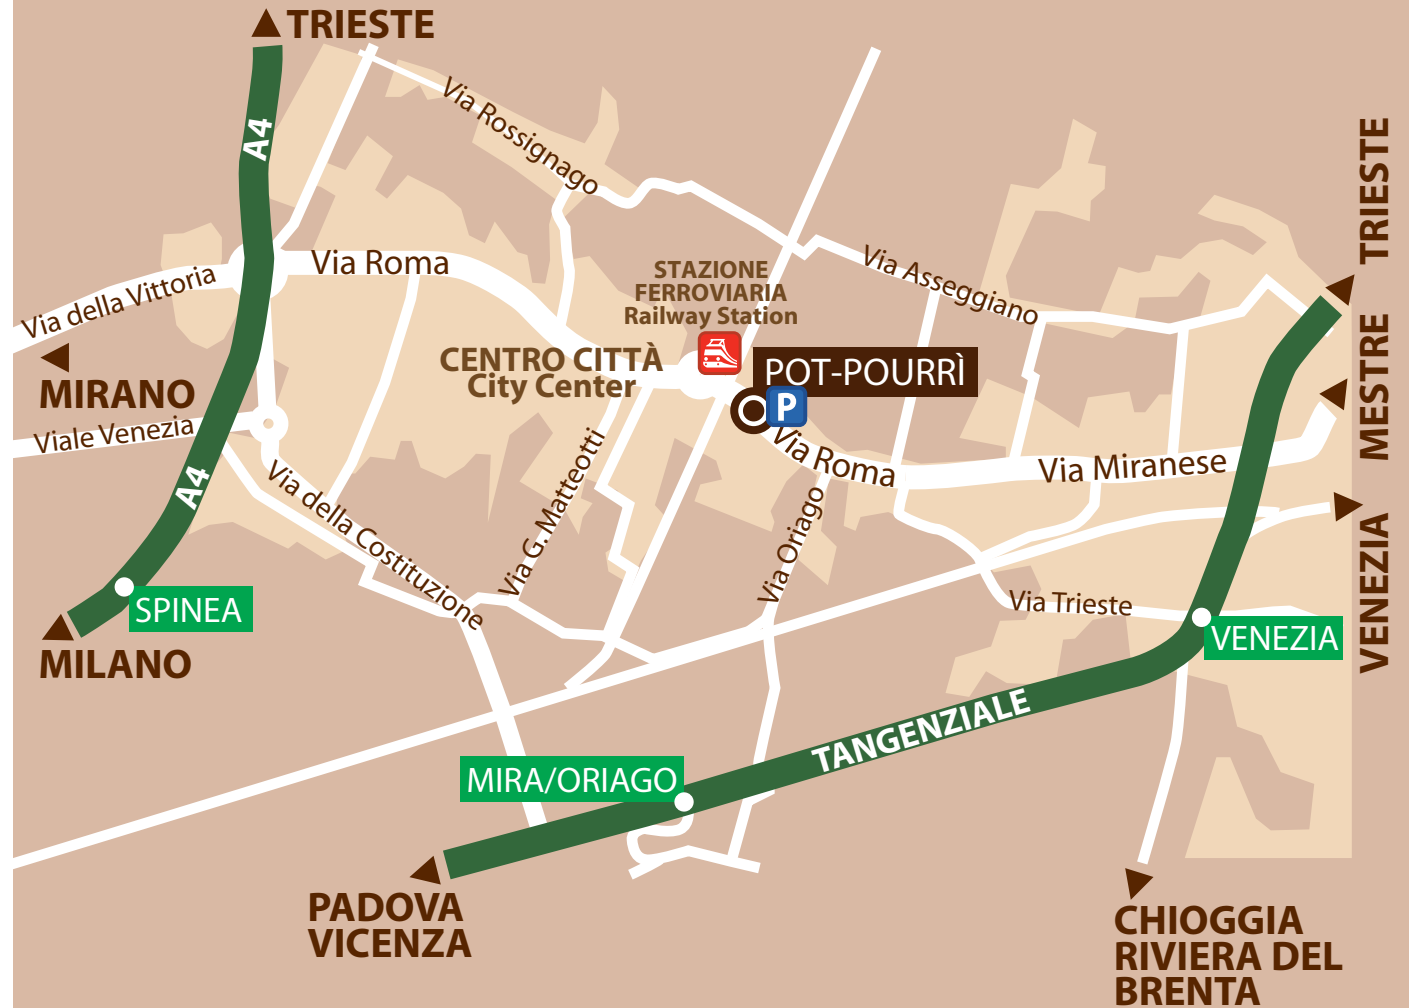 TRIESTE
A4
Via Rossignago
TRIESTE
Via Roma
Via della Vittoria
STAZIONE
FERROVIARIA
Railway Station
Via Asseggiano
MIRANO
CENTRO CITTÀ
City Center
POT-POURRÌ
P
MESTRE
Viale Venezia
Via Roma
Via Miranese
A4
Via della Costituzione
Via G. Matteotti
Via Oriago
VENEZIA
SPINEA
Via Trieste
VENEZIA
MILANO
TANGENZIALE
MIRA/ORIAGO
PADOVA
VICENZA
CHIOGGIA
RIVIERA DEL
BRENTA